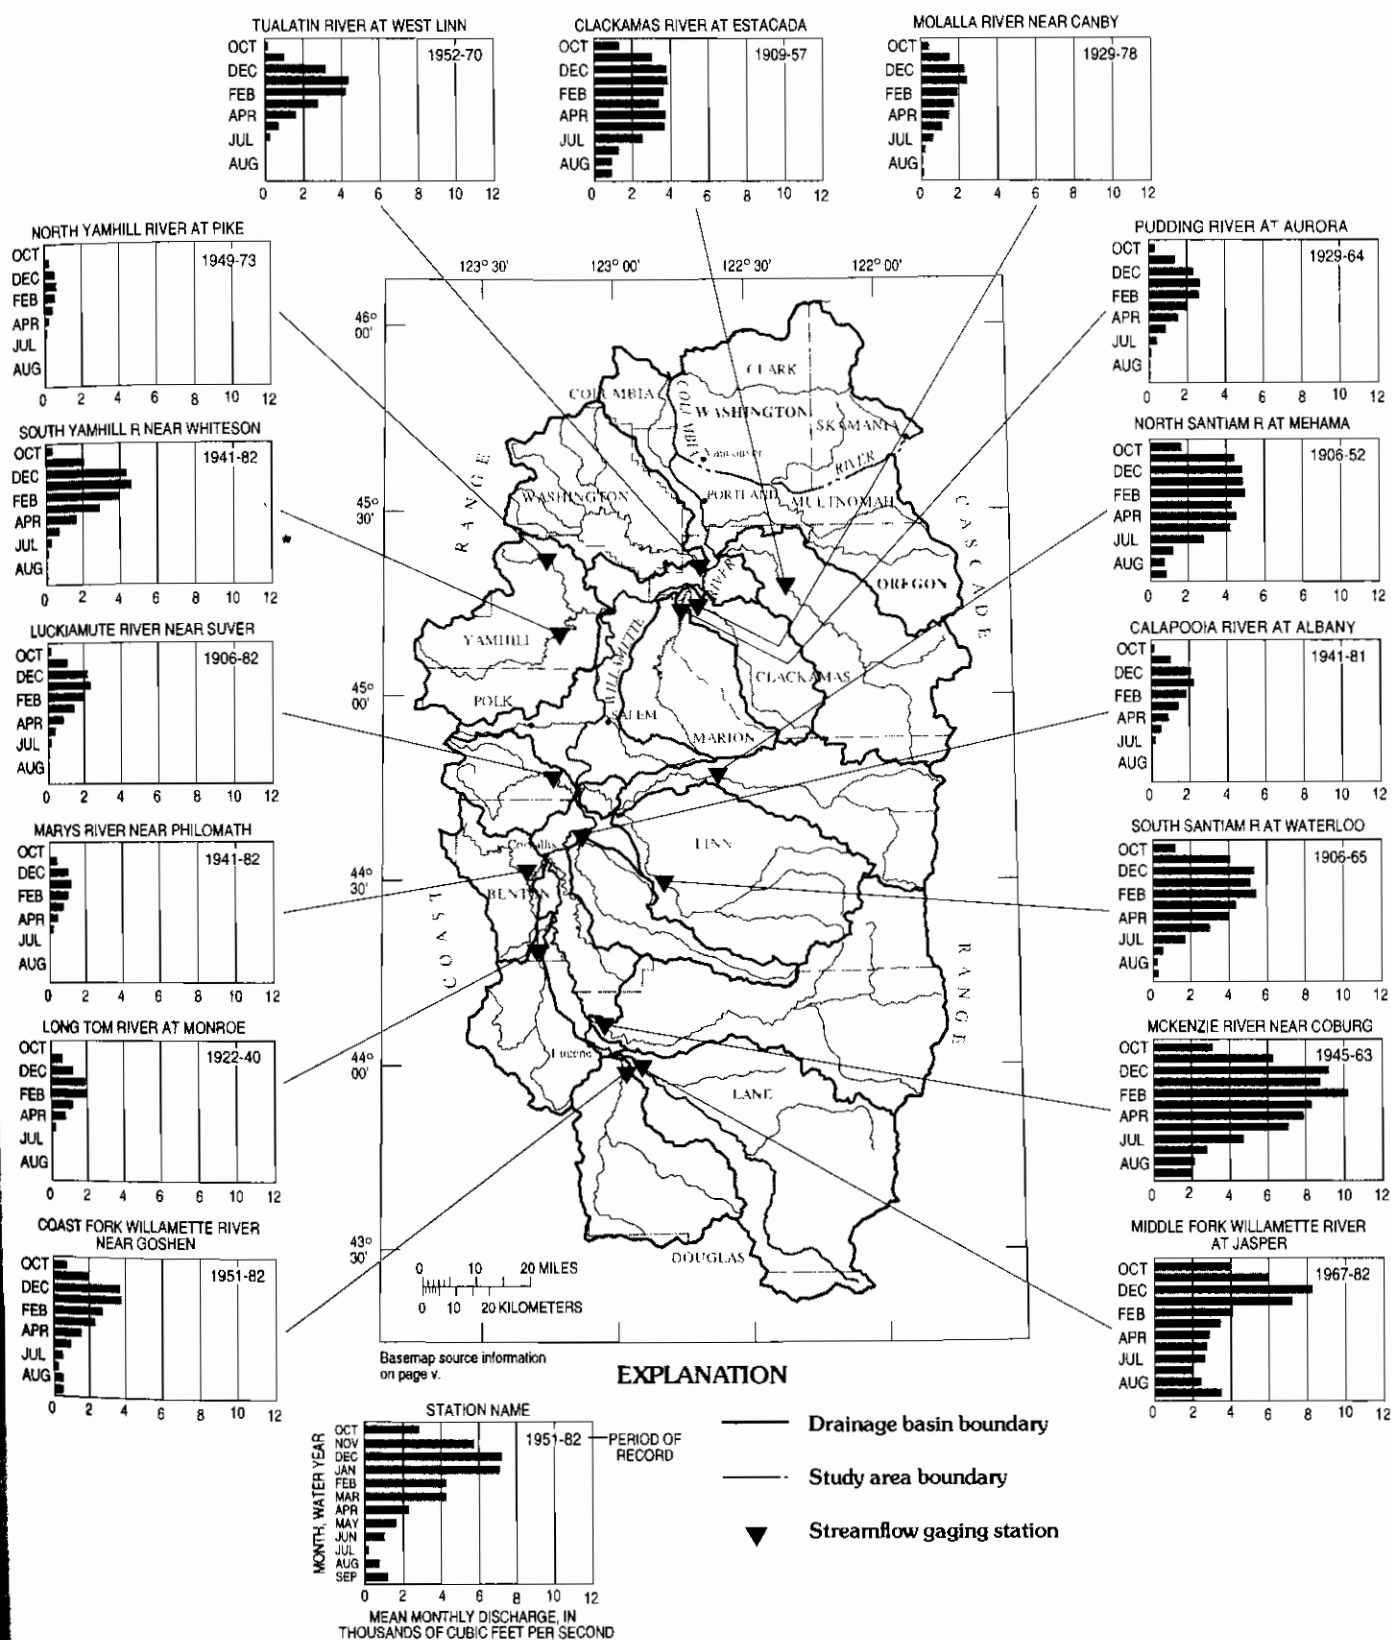 TUALATIN RIVER AT WEST LINN
OCT
DEC
FEB
APR
JUL
AUG
1952-70
0 2 4 6 8 10 12
CLACKAMAS RIVER AT ESTACADA
OCT
DEC
FEB
APR
JUL
AUG
1909-57
0 2 4 6 8 10 12
MOLALLA RIVER NEAR CANBY
OCT
DEC
FEB
APR
JUL
AUG
1929-78
0 2 4 6 8 10 12
NORTH YAMHILL RIVER AT PIKE
OCT
DEC
FEB
APR
JUL
AUG
1949-73
0 2 4 6 8 10 12
SOUTH YAMHILL R NEAR WHITESON
OCT
DEC
FEB
APR
JUL
AUG
1941-82
0 2 4 6 8 10 12
LUCKIAMUTE RIVER NEAR SUVER
OCT
DEC
FEB
APR
JUL
AUG
1906-82
0 2 4 6 8 10 12
MARYS RIVER NEAR PHILOMATH
OCT
DEC
FEB
APR
JUL
AUG
1941-82
0 2 4 6 8 10 12
LONG TOM RIVER AT MONROE
OCT
DEC
FEB
APR
JUL
AUG
1922-40
0 2 4 6 8 10 12
COAST FORK WILLAMETTE RIVER
NEAR GOSHEN
OCT
DEC
FEB
APR
JUL
AUG
1951-82
0 2 4 6 8 10 12
PUDDING RIVER AT AURORA
OCT
DEC
FEB
APR
JUL
AUG
1929-64
0 2 4 6 8 10 12
NORTH SANTIAM R AT MEHAMA
OCT
DEC
FEB
APR
JUL
AUG
1906-52
0 2 4 6 8 10 12
CALAPOOIA RIVER AT ALBANY
OCT
DEC
FEB
APR
JUL
AUG
1941-81
0 2 4 6 8 10 12
SOUTH SANTIAM R AT WATERLOO
OCT
DEC
FEB
APR
JUL
AUG
1906-65
0 2 4 6 8 10 12
MCKENZIE RIVER NEAR COBURG
OCT
DEC
FEB
APR
JUL
AUG
1945-63
0 2 4 6 8 10 12
MIDDLE FORK WILLAMETTE RIVER
AT JASPER
OCT
DEC
FEB
APR
JUL
AUG
1967-82
0 2 4 6 8 10 12
123° 30' 123° 00' 122° 30' 122° 00'
46°
00'
45°
30'
45°
00'
44°
30'
44°
00'
43°
30'
CLARK
COLUMBIA
COLUMBIA
WASHINGTON
SKAMANIA
Vancouver
RIVER
RANGE
WASHINGTON
PORTLAND
MULTNOMAH
CASCADE
OREGON
RIVER
YAMHILL
WILLAMETTE
CLACKAMAS
POLK
SALEM
MARION
LINN
Corvallis
BENTON
COAST
RANGE
Eugene
LANE
DOUGLAS
0 10 20 MILES
0 10 20 KILOMETERS
Basemap source information
on page v.
EXPLANATION
STATION NAME
MONTH, WATER YEAR
OCT
NOV
DEC
JAN
FEB
MAR
APR
MAY
JUN
JUL
AUG
SEP
1951-82
PERIOD OF
RECORD
0 2 4 6 8 10 12
MEAN MONTHLY DISCHARGE, IN
THOUSANDS OF CUBIC FEET PER SECOND
Drainage basin boundary
Study area boundary
Streamflow gaging station